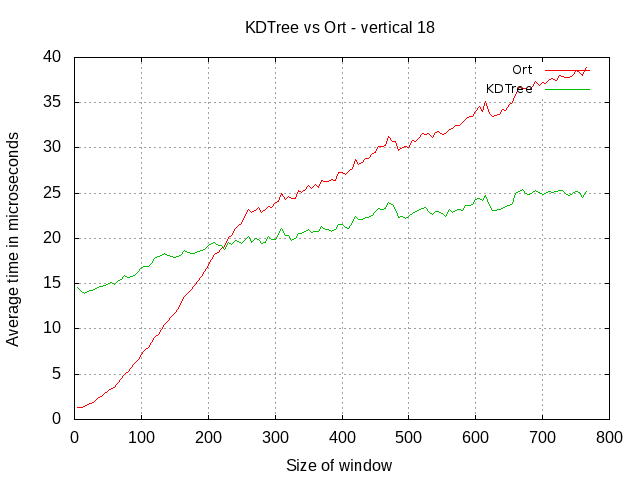 KDTree vs Ort - vertical 18
Ort
KDTree
Average time in microseconds
40
35
30
25
20
15
10
5
0
0 100 200 300 400 500 600 700 800
Size of window